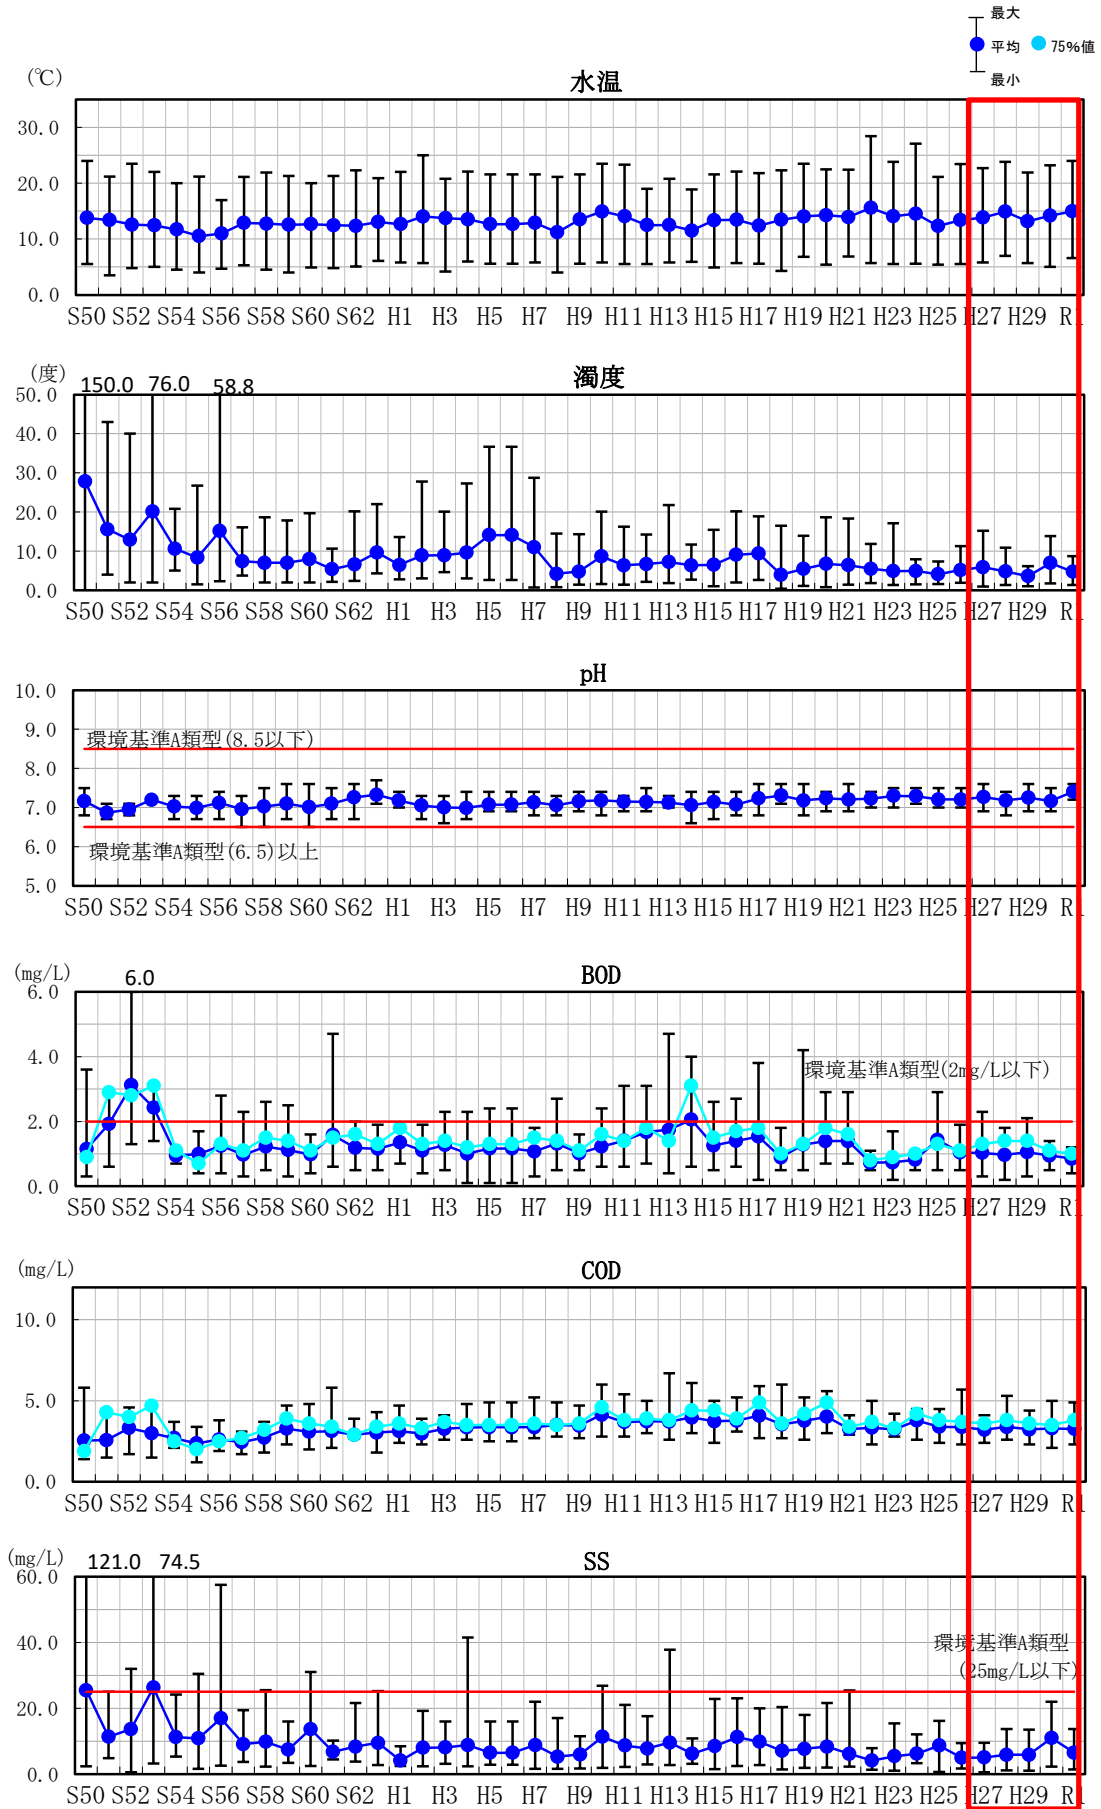 最大
平均 75%値
最小
(℃)
水温
30.0
20.0
10.0
0.0
S50 S52 S54 S56 S58 S60 S62 H1 H3 H5 H7 H9 H11 H13 H15 H17 H19 H21 H23 H25 H27 H29 R1
(度)
濁度
150.0 76.0 58.8
50.0
40.0
30.0
20.0
10.0
0.0
S50 S52 S54 S56 S58 S60 S62 H1 H3 H5 H7 H9 H11 H13 H15 H17 H19 H21 H23 H25 H27 H29 R1
pH
10.0
9.0
環境基準A類型(8.5以下)
8.0
7.0
6.0
環境基準A類型(6.5)以上
5.0
S50 S52 S54 S56 S58 S60 S62 H1 H3 H5 H7 H9 H11 H13 H15 H17 H19 H21 H23 H25 H27 H29 R1
(mg/L)
BOD
6.0
6.0
4.0
環境基準A類型(2mg/L以下)
2.0
0.0
S50 S52 S54 S56 S58 S60 S62 H1 H3 H5 H7 H9 H11 H13 H15 H17 H19 H21 H23 H25 H27 H29 R1
(mg/L)
COD
10.0
5.0
0.0
S50 S52 S54 S56 S58 S60 S62 H1 H3 H5 H7 H9 H11 H13 H15 H17 H19 H21 H23 H25 H27 H29 R1
(mg/L)
SS
121.0 74.5
60.0
40.0
環境基準A類型
(25mg/L以下)
20.0
0.0
S50 S52 S54 S56 S58 S60 S62 H1 H3 H5 H7 H9 H11 H13 H15 H17 H19 H21 H23 H25 H27 H29 R1